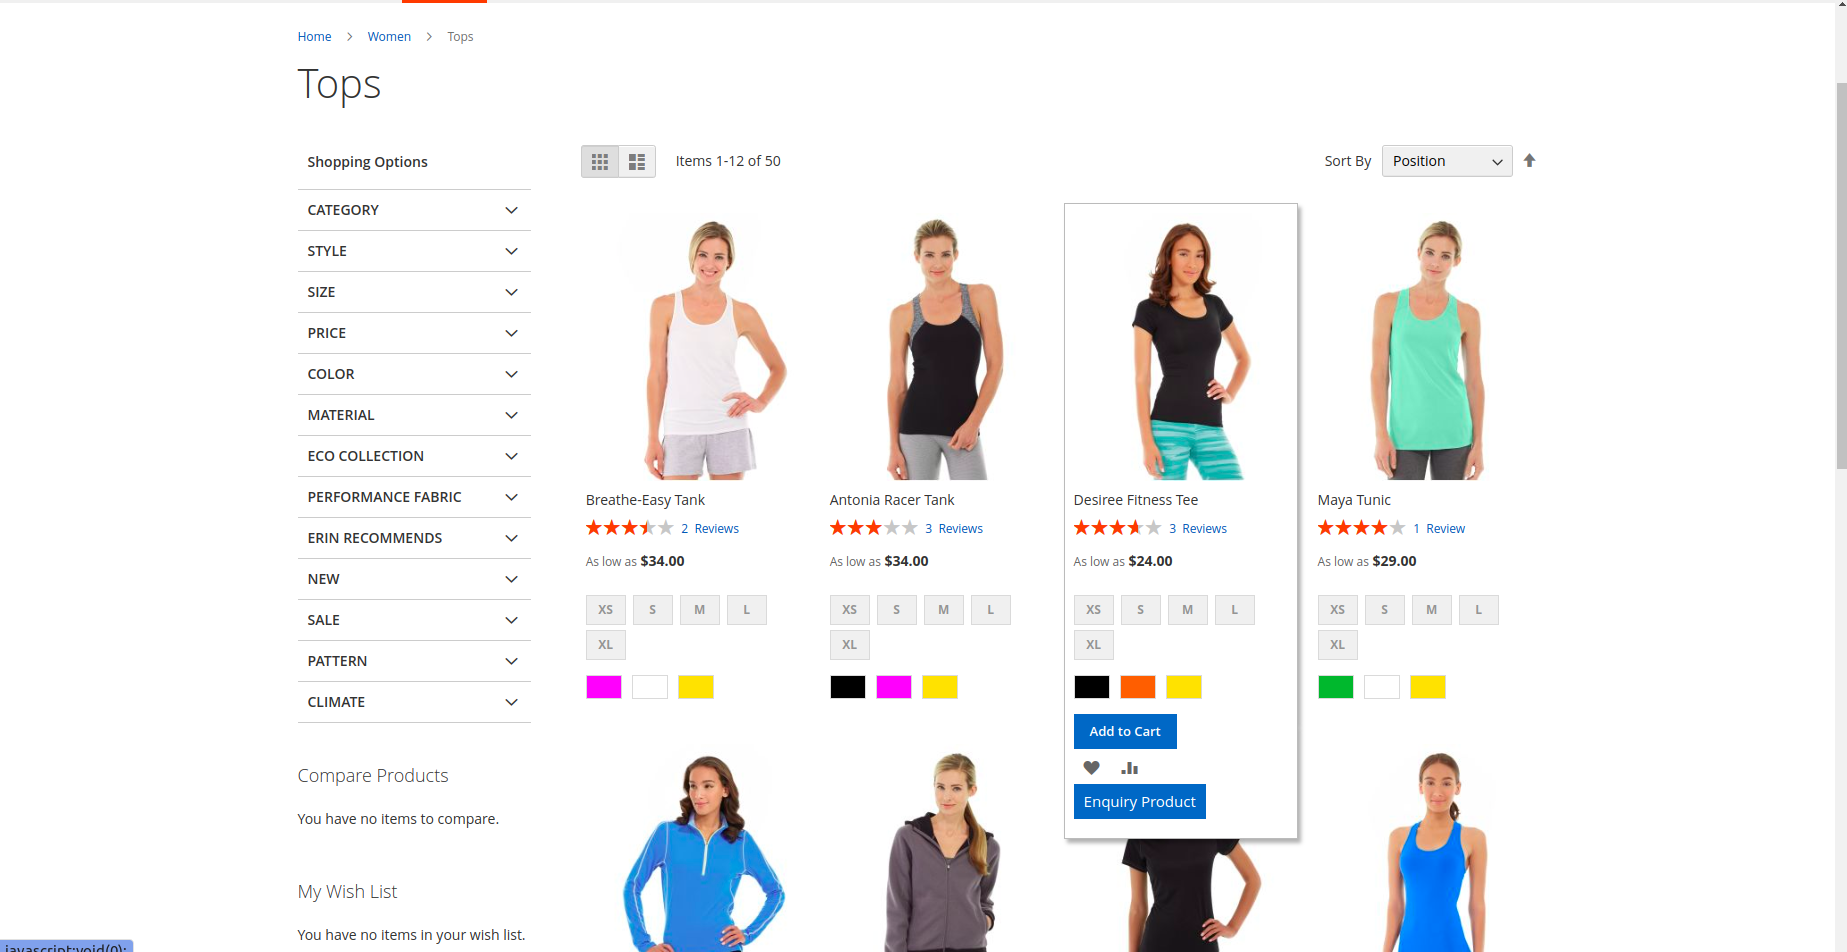 Home > Women > Tops
Tops
Shopping Options
CATEGORY
STYLE
SIZE
PRICE
COLOR
MATERIAL
ECO COLLECTION
PERFORMANCE FABRIC
ERIN RECOMMENDS
NEW
SALE
PATTERN
CLIMATE
Compare Products
You have no items to compare.
My Wish List
You have no items in your wish list.
Items 1-12 of 50
Sort By Position
Breathe-Easy Tank
2 Reviews
As low as $34.00
XS S M L
XL
Antonia Racer Tank
3 Reviews
As low as $34.00
XS S M L
XL
Desiree Fitness Tee
3 Reviews
As low as $24.00
XS S M L
XL
Add to Cart
Enquiry Product
Maya Tunic
1 Review
As low as $29.00
XS S M L
XL
javascript:void(0);